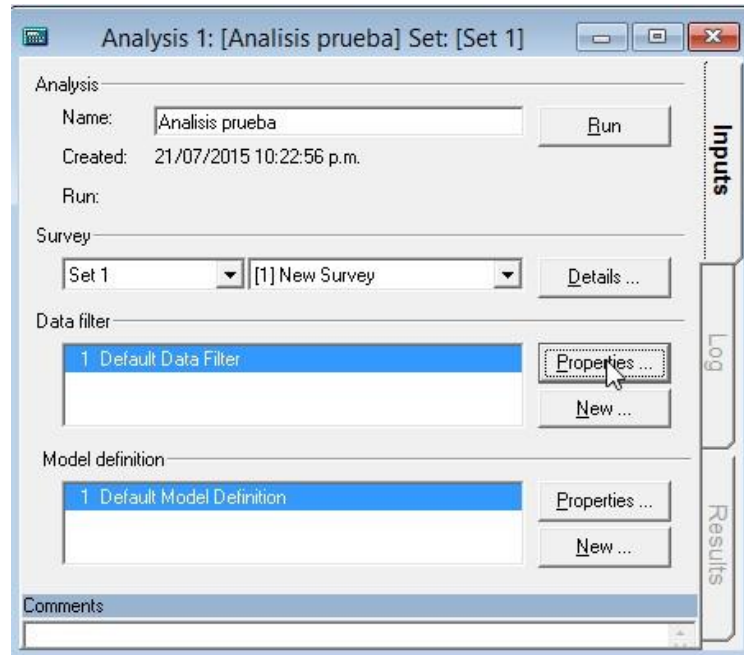 Analysis 1: [Analisis prueba] Set: [Set 1]
Analysis
Name: Analisis prueba Run
Created: 21/07/2015 10:22:56 p.m.
Run:
Survey
Set 1 [1] New Survey Details ...
Data filter
1 Default Data Filter Properties ...
New ...
Model definition
1 Default Model Definition Properties ...
New ...
Comments
Inputs
Log
Results